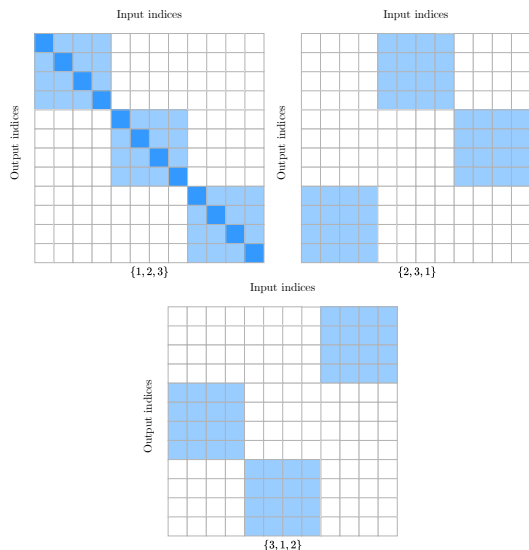 Input indices
Input indices
Output indices
Output indices
{1, 2, 3}
{2, 3, 1}
Input indices
Output indices
{3, 1, 2}